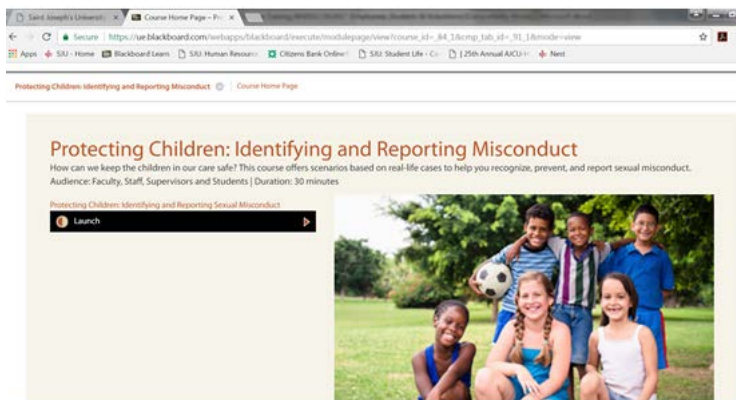 Saint Joseph's Universit
Course Home Page – Pr
Secure
https://ue.blackboard.com/webapps/blackboard/execute/modulepage/view?course_id=_84_1&cmp_tab_id=_91_1&mode=view
Apps SJU - Home Blackboard Learn SJU Human Resource Citizens Bank Online SJU Student Life - Ca | 25th Annual AJCU Nest
Protecting Children: Identifying and Reporting Misconduct Course Home Page
Protecting Children: Identifying and Reporting Misconduct
How can we keep the children in our care safe? This course offers scenarios based on real-life cases to help you recognize, prevent, and report sexual misconduct.
Audience: Faculty, Staff, Supervisors and Students | Duration: 30 minutes
Protecting Children: Identifying and Reporting Sexual Misconduct
Launch